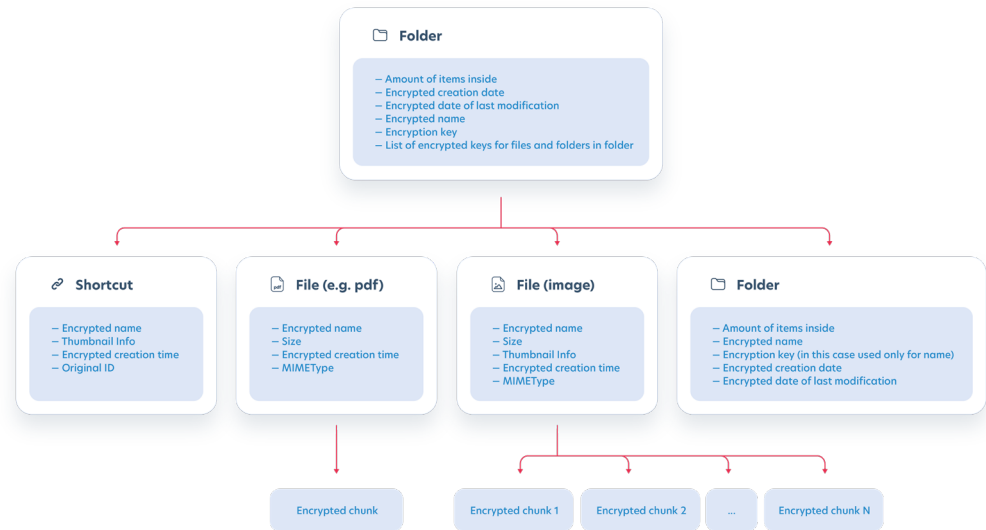 Folder
– Amount of items inside
– Encrypted creation date
– Encrypted date of last modification
– Encrypted name
– Encryption key
– List of encrypted keys for files and folders in folder
Shortcut
– Encrypted name
– Thumbnail Info
– Encrypted creation time
– Original ID
pdf
File (e.g. pdf)
– Encrypted name
– Size
– Encrypted creation time
– MIMEType
File (image)
– Encrypted name
– Size
– Thumbnail Info
– Encrypted creation time
– MIMEType
Folder
– Amount of items inside
– Encrypted name
– Encryption key (in this case used only for name)
– Encrypted creation date
– Encrypted date of last modification
Encrypted chunk
Encrypted chunk 1
Encrypted chunk 2
...
Encrypted chunk N